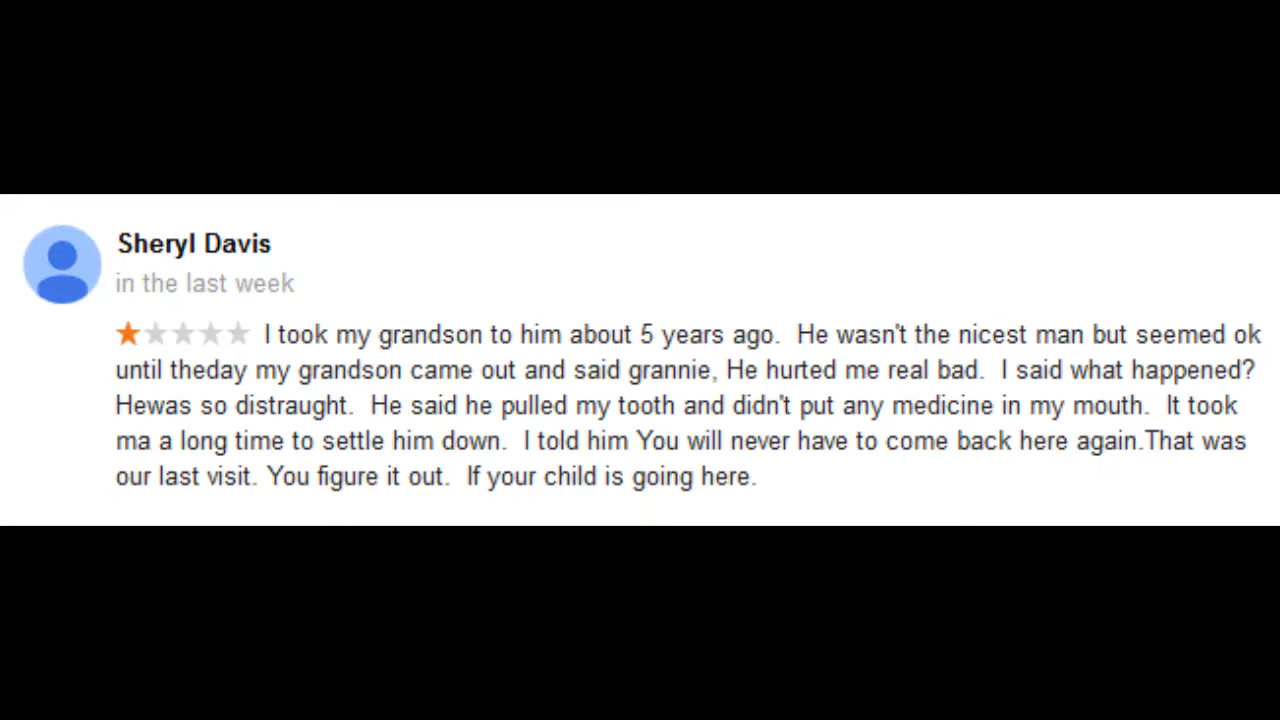 Sheryl Davis
in the last week
I took my grandson to him about 5 years ago.  He wasn't the nicest man but seemed ok
until theday my grandson came out and said grannie, He hurted me real bad.  I said what happened?
Hewas so distraught.  He said he pulled my tooth and didn't put any medicine in my mouth.  It took
ma a long time to settle him down.  I told him You will never have to come back here again.That was
our last visit. You figure it out.  If your child is going here.